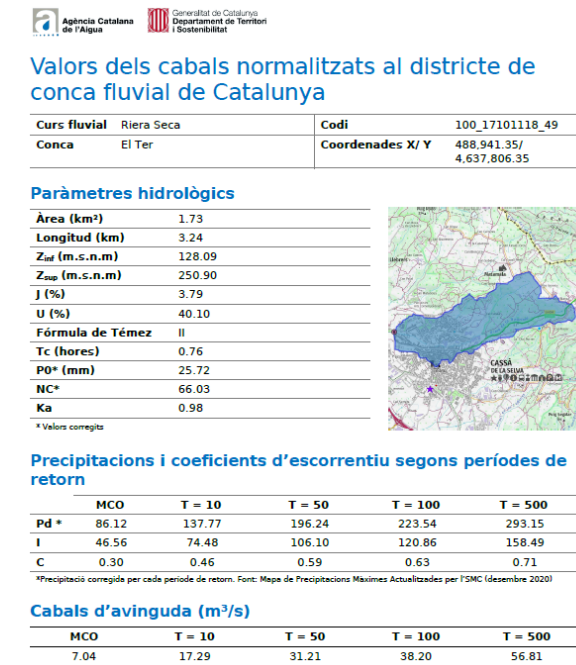 Agència Catalana
de l'Aigua
Generalitat de Catalunya
Departament de Territori
i Sostenibilitat
Valors dels cabals normalitzats al districte de
conca fluvial de Catalunya
Curs fluvial Riera Seca Codi 100_17101118_49
Conca El Ter Coordenades X/ Y 488,941.35/
4,637,806.35
Paràmetres hidrològics
Àrea (km²) 1.73
Longitud (km) 3.24
Zinf (m.s.n.m) 128.09
Zsup (m.s.n.m) 250.90
J (%) 3.79
U (%) 40.10
Fórmula de Témez II
Tc (hores) 0.76
P0* (mm) 25.72
NC* 66.03
Ka 0.98
* Valors corregits
CASSÀ
DE LA SELVA
Precipitacions i coeficients d'escorrentiu segons períodes de
retorn
MCO T = 10 T = 50 T = 100 T = 500
Pd * 86.12 137.77 196.24 223.54 293.15
I 46.56 74.48 106.10 120.86 158.49
C 0.30 0.46 0.59 0.63 0.71
*Precipitació corregida per cada periode de retorn. Font: Mapa de Precipitacions Màximes Actualitzades per l'SMC (desembre 2020)
Cabals d'avinguda (m³/s)
MCO T = 10 T = 50 T = 100 T = 500
7.04 17.29 31.21 38.20 56.81